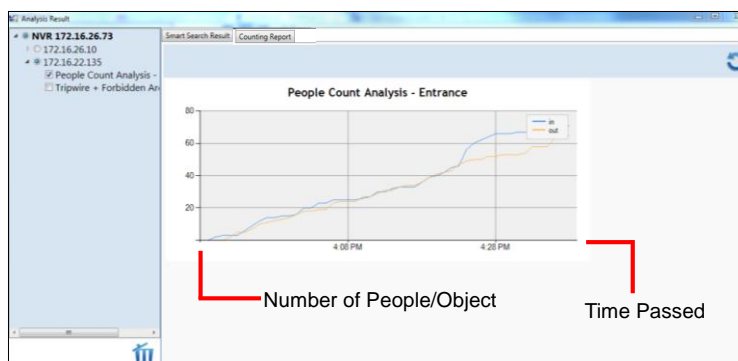 Analysis Result
NVR 172.16.26.73
172.16.26.10
172.16.22.135
People Count Analysis -
Tripwire + Forbidden Are
Smart Search Result
Counting Report
People Count Analysis - Entrance
80
60
40
20
in
out
4:08 PM
4:28 PM
Number of People/Object
Time Passed